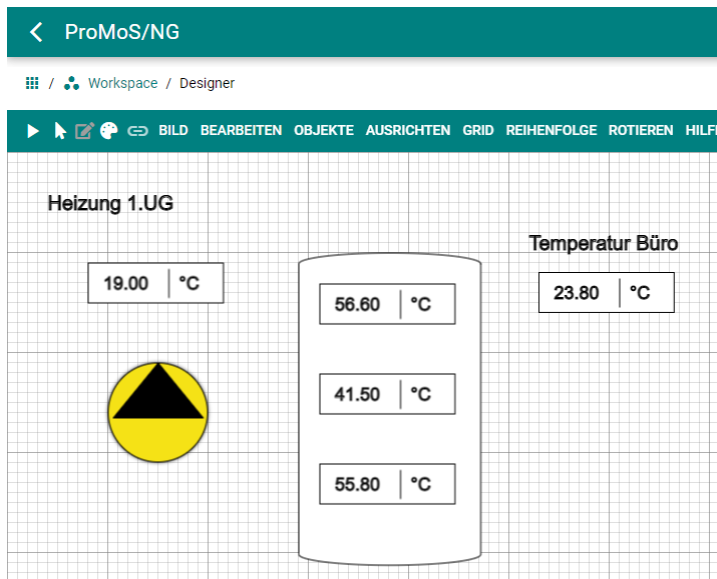 ProMoS/NG
/ Workspace / Designer
BILD BEARBEITEN OBJEKTE AUSRICHTEN GRID REIHENFOLGE ROTIEREN HILF
Heizung 1.UG
Temperatur Büro
19.00 °C
23.80 °C
56.60 °C
41.50 °C
55.80 °C